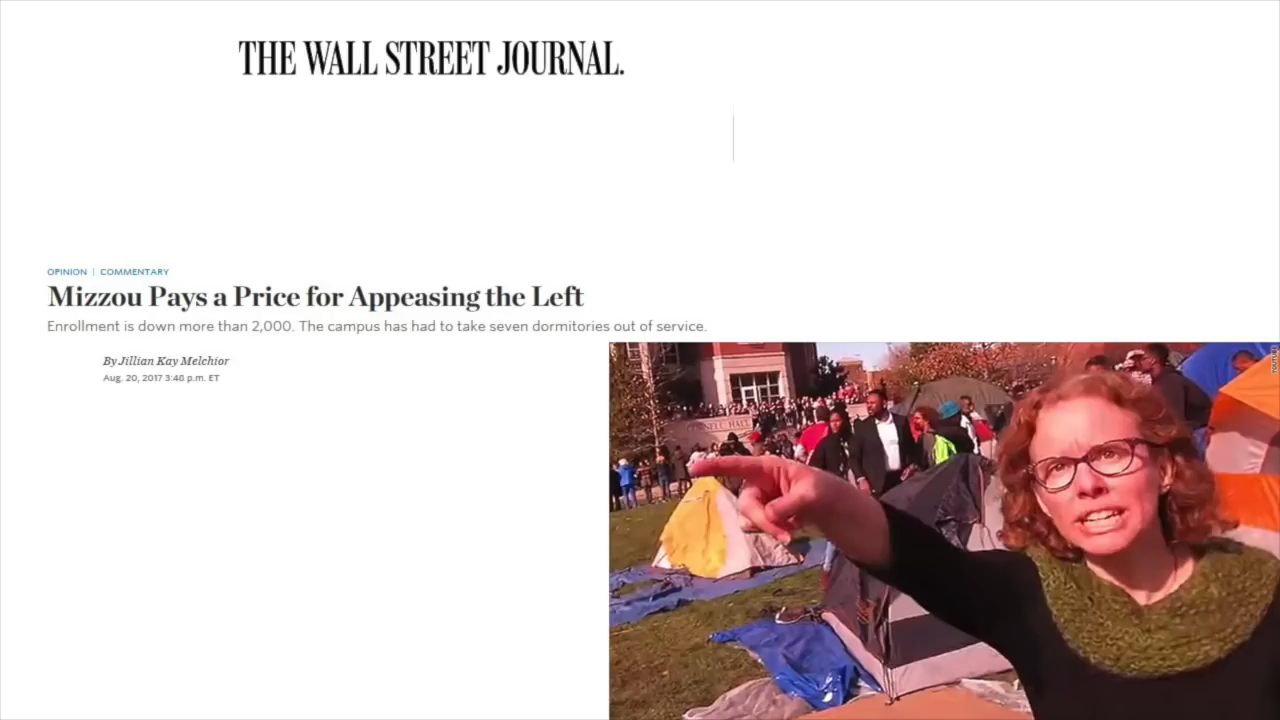 THE WALL STREET JOURNAL.
OPINION | COMMENTARY
Mizzou Pays a Price for Appeasing the Left
Enrollment is down more than 2,000. The campus has had to take seven dormitories out of service.
By Jillian Kay Melchior
Aug. 20, 2017 3:48 p.m. ET